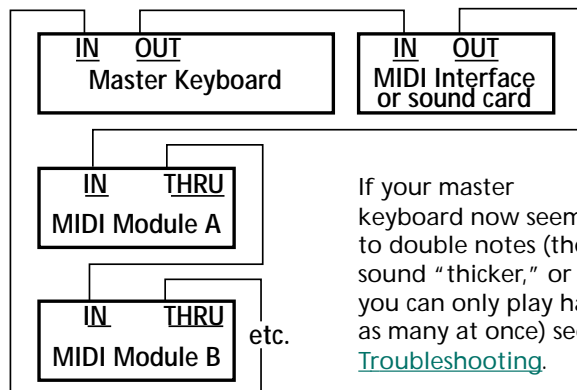 IN OUT
Master Keyboard
IN OUT
MIDI Interface
or sound card
IN THRU
MIDI Module A
IN THRU
MIDI Module B
etc.
If your master
keyboard now seem
to double notes (the
sound “thicker,” or
you can only play ha
as many at once) see
Troubleshooting.